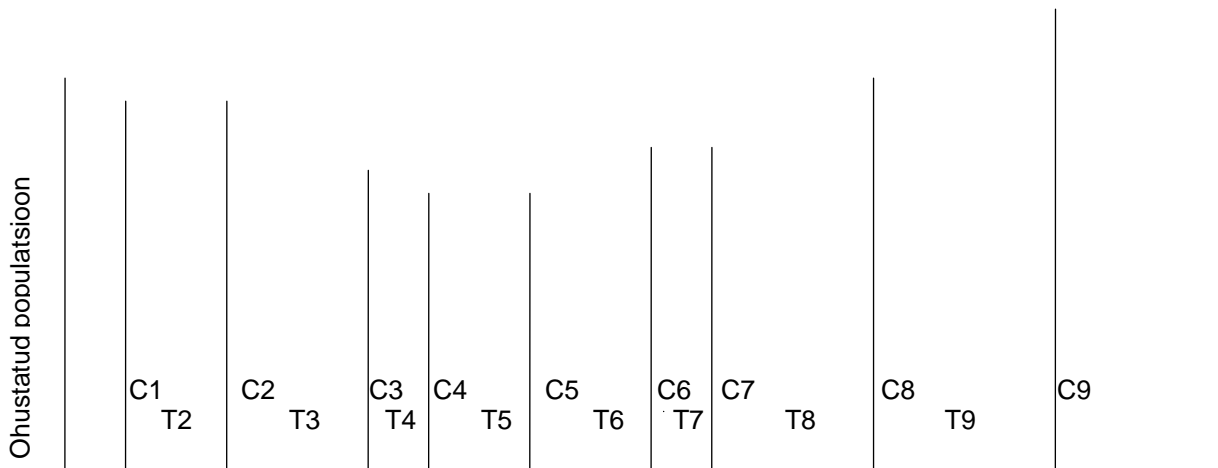 Ohustatud populatsioon
C1 C2 C3 C4 C5 C6 C7 C8 C9
T2 T3 T4 T5 T6 T7 T8 T9